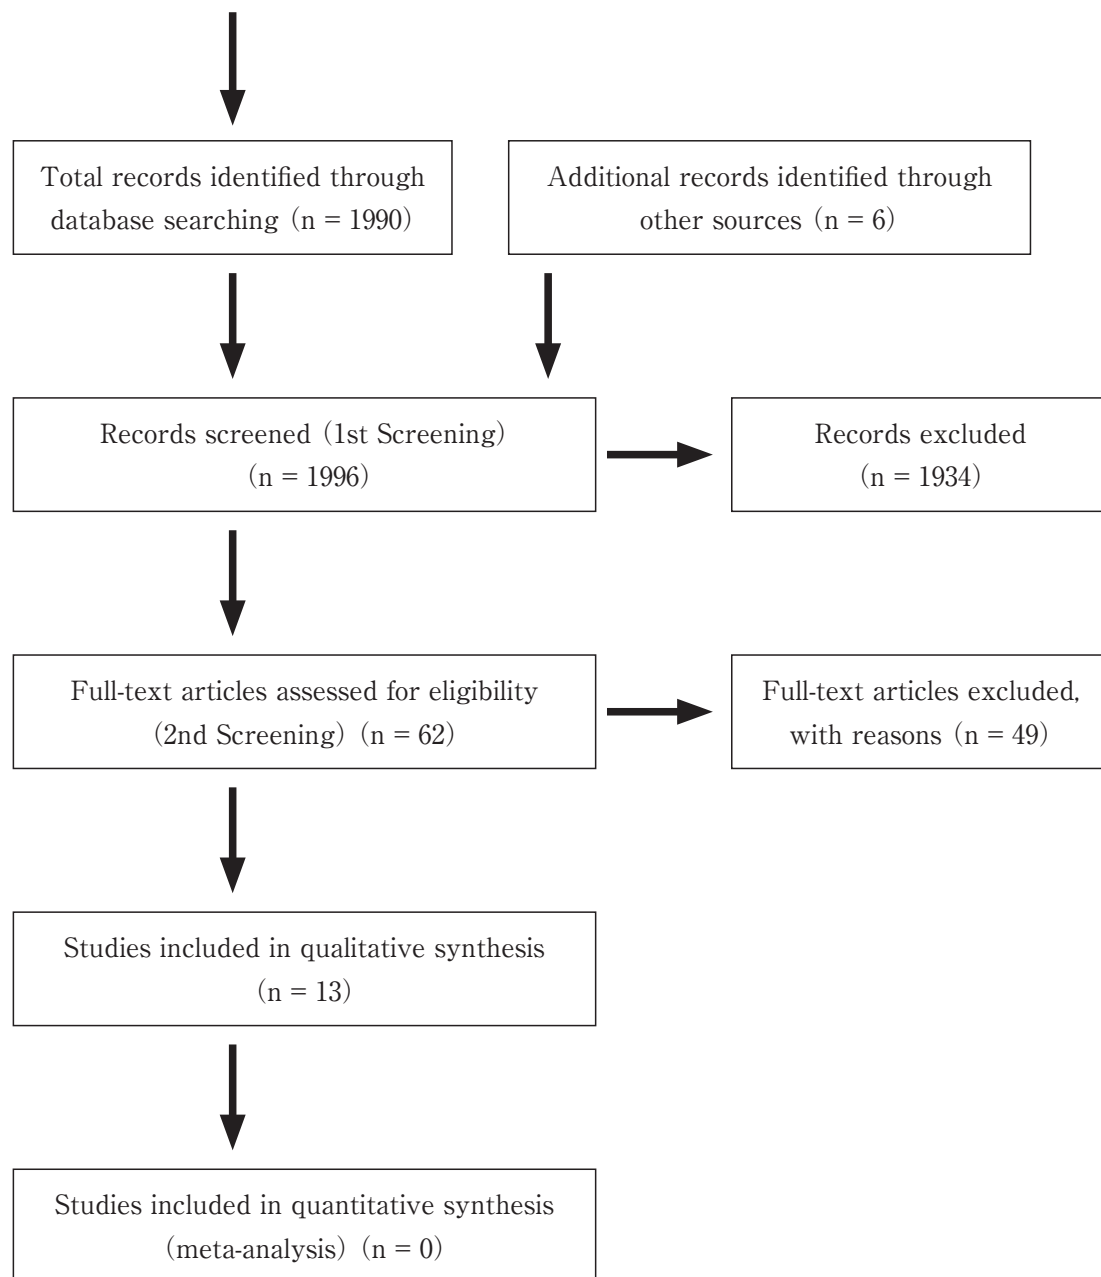 Total records identified through
database searching (n = 1990)
Additional records identified through
other sources (n = 6)
Records screened (1st Screening)
(n = 1996)
Records excluded
(n = 1934)
Full-text articles assessed for eligibility
(2nd Screening) (n = 62)
Full-text articles excluded,
with reasons (n = 49)
Studies included in qualitative synthesis
(n = 13)
Studies included in quantitative synthesis
(meta-analysis) (n = 0)